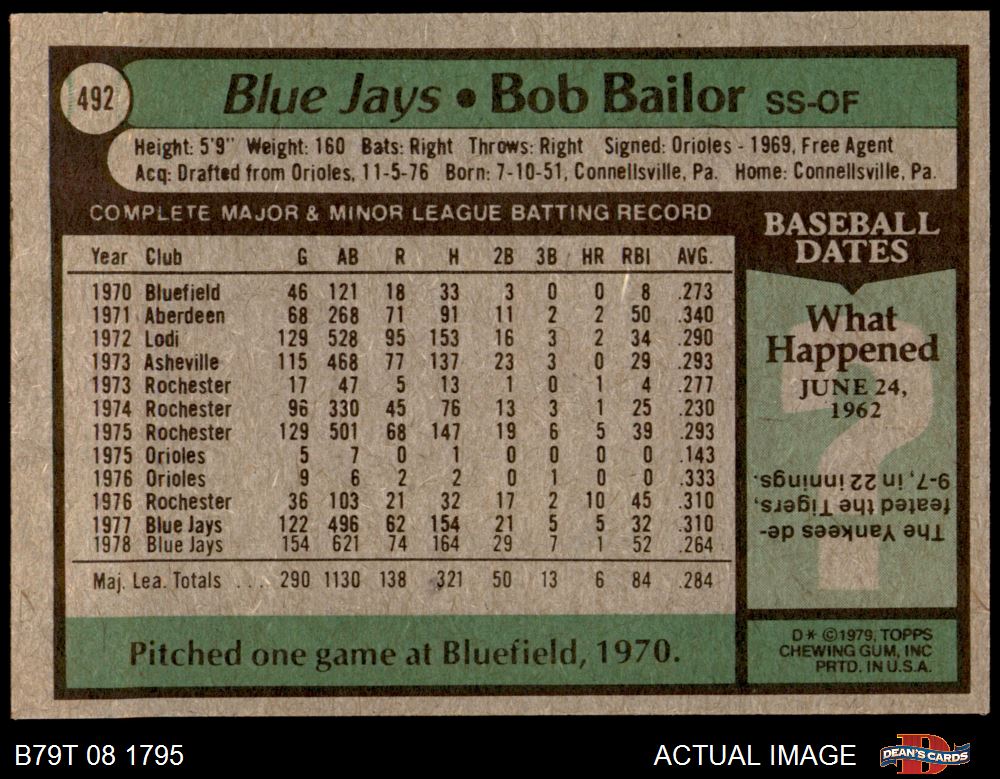 492
Blue Jays • Bob Bailor SS-OF
Height: 5'9" Weight: 160 Bats: Right Throws: Right Signed: Orioles - 1969, Free Agent
Acq: Drafted from Orioles, 11-5-76 Born: 7-10-51, Connellsville, Pa. Home: Connellsville, Pa.
COMPLETE MAJOR & MINOR LEAGUE BATTING RECORD
Year Club G AB R H 2B 3B HR RBI AVG.
1970 Bluefield 46 121 18 33 3 0 0 8 .273
1971 Aberdeen 68 268 71 91 11 2 2 50 .340
1972 Lodi 129 528 95 153 16 3 2 34 .290
1973 Asheville 115 468 77 137 23 3 0 29 .293
1973 Rochester 17 47 5 13 1 0 1 4 .277
1974 Rochester 96 330 45 76 13 3 1 25 .230
1975 Rochester 129 501 68 147 19 6 5 39 .293
1975 Orioles 5 7 0 1 0 0 0 0 .143
1976 Orioles 9 6 2 2 0 1 0 0 .333
1976 Rochester 36 103 21 32 17 2 10 45 .310
1977 Blue Jays 122 496 62 154 21 5 5 32 .310
1978 Blue Jays 154 621 74 164 29 7 1 52 .264
Maj. Lea. Totals . . . 290 1130 138 321 50 13 6 84 .284
Pitched one game at Bluefield, 1970.
BASEBALL
DATES
What
Happened
JUNE 24,
1962
?
The Yankees de-
feated the Tigers,
9-7, in 22 innings.
D* ©1979, TOPPS
CHEWING GUM, INC
PRTD. IN U.S.A.
B79T 08 1795
ACTUAL IMAGE
DEAN'S CARDS